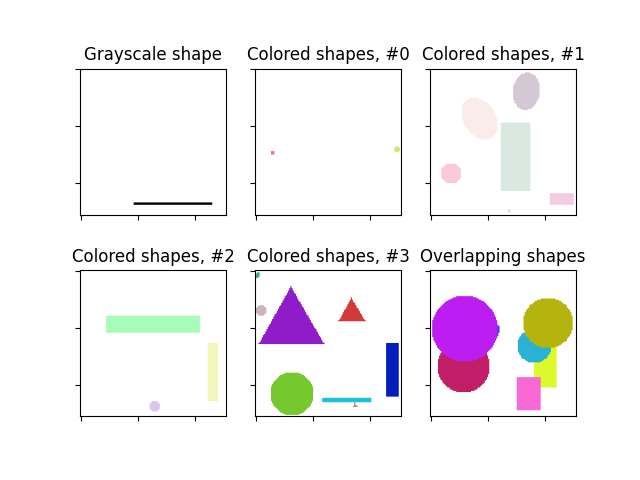 Grayscale shape
Colored shapes, #0
Colored shapes, #1
Colored shapes, #2
Colored shapes, #3
Overlapping shapes